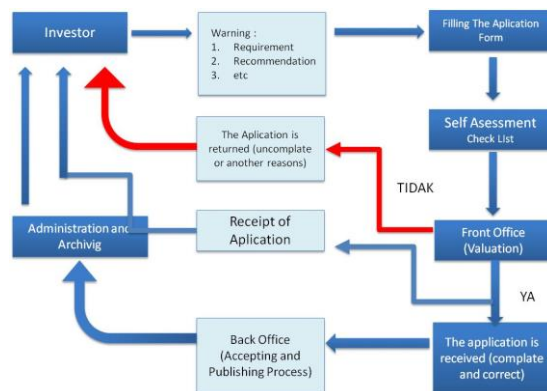 Investor
Warning :
1. Requirement
2. Recommendation
3. etc
Filling The Aplication
Form
Self Asessment
Check LIst
The Aplication is
returned (uncomplate
or another reasons)
TIDAK
Administration and
Archivig
Receipt of
Aplication
Front Office
(Valuation)
YA
Back Office
(Accepting and
Publishing Process)
The application is
received (complate
and correct)